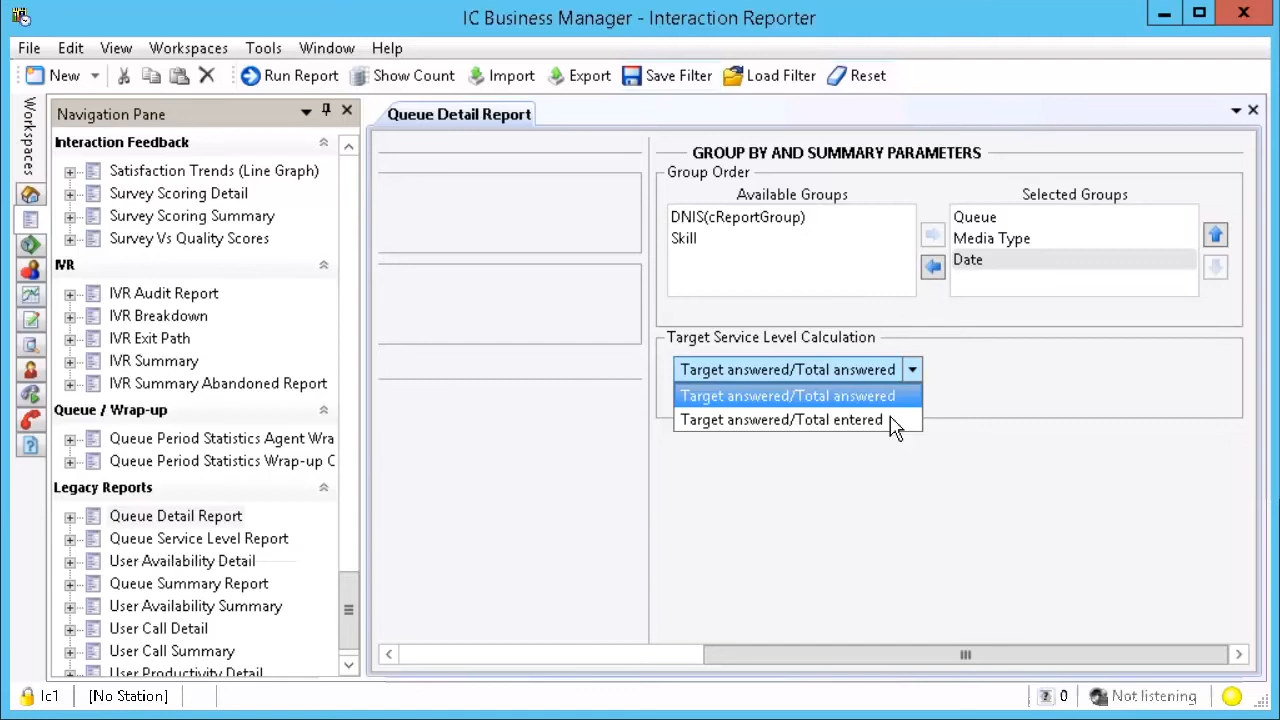 IC Business Manager - Interaction Reporter
File Edit View Workspaces Tools Window Help
New Run Report Show Count Import Export Save Filter Load Filter Reset
Workspaces
Navigation Pane
Interaction Feedback
Satisfaction Trends (Line Graph)
Survey Scoring Detail
Survey Scoring Summary
Survey Vs Quality Scores
IVR
IVR Audit Report
IVR Breakdown
IVR Exit Path
IVR Summary
IVR Summary Abandoned Report
Queue / Wrap-up
Queue Period Statistics Agent Wra
Queue Period Statistics Wrap-up C
Legacy Reports
Queue Detail Report
Queue Service Level Report
User Availability Detail
Queue Summary Report
User Availability Summary
User Call Detail
User Call Summary
User Productivity Detail
Queue Detail Report
GROUP BY AND SUMMARY PARAMETERS
Group Order
Available Groups
DNIS(cReportGroup)
Skill
Selected Groups
Queue
Media Type
Date
Target Service Level Calculation
Target answered/Total answered
Target answered/Total answered
Target answered/Total entered
Ic1 [No Station] 0 Not listening